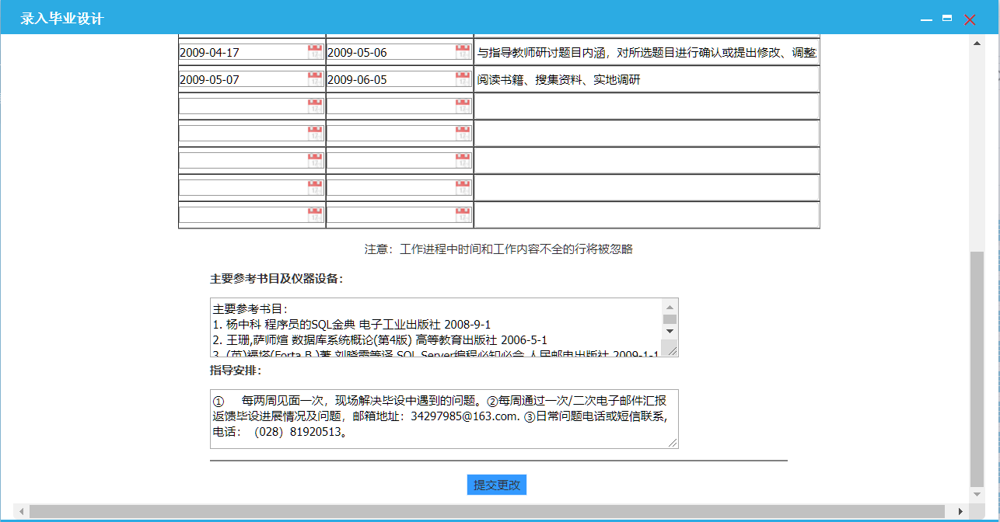 录入毕业设计
2009-04-17 2009-05-06 与指导教师研讨题目内涵，对所选题目进行确认或提出修改、调整
2009-05-07 2009-06-05 阅读书籍、搜集资料、实地调研
注意：工作进程中时间和工作内容不全的行将被忽略
主要参考书目及仪器设备：
主要参考书目：
1. 杨中科 程序员的SQL金典 电子工业出版社 2008-9-1
2. 王珊,萨师煊 数据库系统概论(第4版) 高等教育出版社 2006-5-1
3. (英)福塔(Forta,B.)著,刘晓霞等译 SQL Server编程必知必会 人民邮电出版社 2009-1-1
指导安排：
① 每两周见面一次，现场解决毕设中遇到的问题。②每周通过一次/二次电子邮件汇报
返馈毕设进展情况及问题，邮箱地址：34297985@163.com. ③日常问题电话或短信联系，
电话：（028）81920513。
提交更改